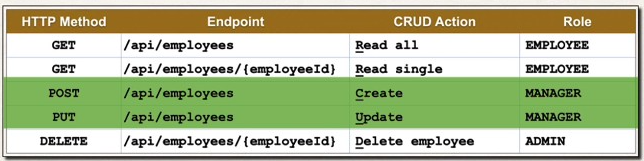 HTTP Method Endpoint CRUD Action Role
GET /api/employees Read all EMPLOYEE
GET /api/employees/{employeeId} Read single EMPLOYEE
POST /api/employees Create MANAGER
PUT /api/employees Update MANAGER
DELETE /api/employees/{employeeId} Delete employee ADMIN